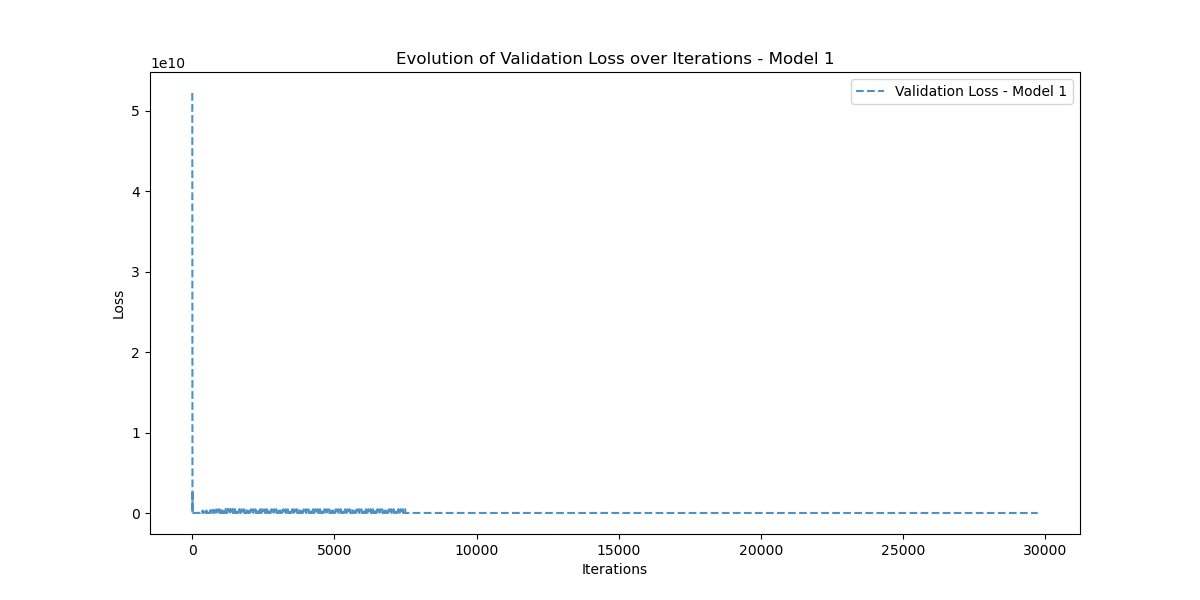 Evolution of Validation Loss over Iterations - Model 1
1e10
Validation Loss - Model 1
5
4
3
2
1
0
Loss
0 5000 10000 15000 20000 25000 30000
Iterations